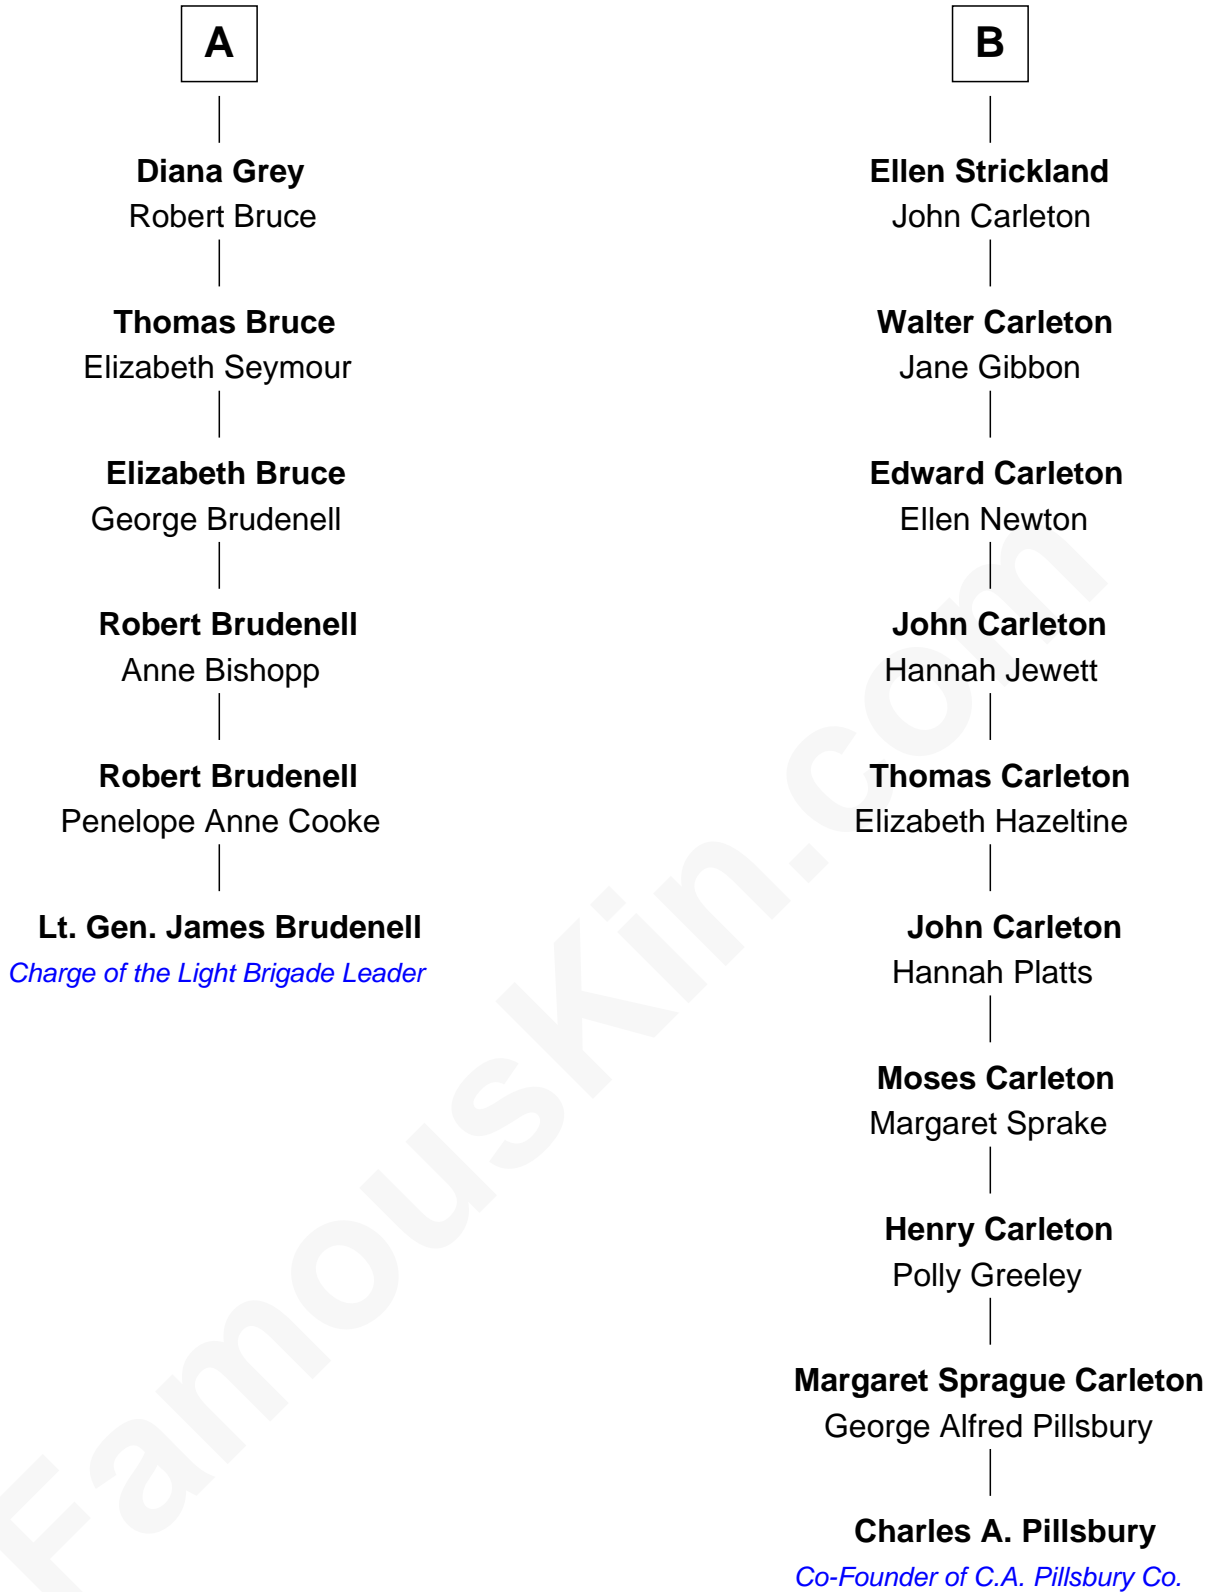 A
Diana Grey
Robert Bruce
Thomas Bruce
Elizabeth Seymour
Elizabeth Bruce
George Brudenell
Robert Brudenell
Anne Bishopp
Robert Brudenell
Penelope Anne Cooke
Lt. Gen. James Brudenell
Charge of the Light Brigade Leader
B
Ellen Strickland
John Carleton
Walter Carleton
Jane Gibbon
Edward Carleton
Ellen Newton
John Carleton
Hannah Jewett
Thomas Carleton
Elizabeth Hazeltine
John Carleton
Hannah Platts
Moses Carleton
Margaret Sprake
Henry Carleton
Polly Greeley
Margaret Sprague Carleton
George Alfred Pillsbury
Charles A. Pillsbury
Co-Founder of C.A. Pillsbury Co.
FamousKin.com